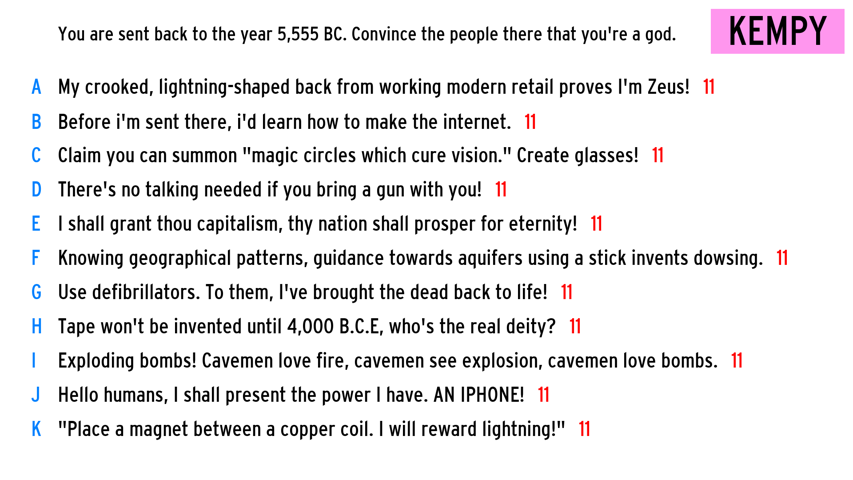 You are sent back to the year 5,555 BC. Convince the people there that you're a god.
KEMPY
A My crooked, lightning-shaped back from working modern retail proves I'm Zeus! 11
B Before i'm sent there, i'd learn how to make the internet. 11
C Claim you can summon "magic circles which cure vision." Create glasses! 11
D There's no talking needed if you bring a gun with you! 11
E I shall grant thou capitalism, thy nation shall prosper for eternity! 11
F Knowing geographical patterns, guidance towards aquifers using a stick invents dowsing. 11
G Use defibrillators. To them, I've brought the dead back to life! 11
H Tape won't be invented until 4,000 B.C.E, who's the real deity? 11
I Exploding bombs! Cavemen love fire, cavemen see explosion, cavemen love bombs. 11
J Hello humans, I shall present the power I have. AN IPHONE! 11
K "Place a magnet between a copper coil. I will reward lightning!" 11